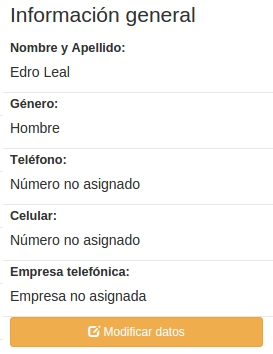 Información general
Nombre y Apellido:
Edro Leal
Género:
Hombre
Teléfono:
Número no asignado
Celular:
Número no asignado
Empresa telefónica:
Empresa no asignada
Modificar datos